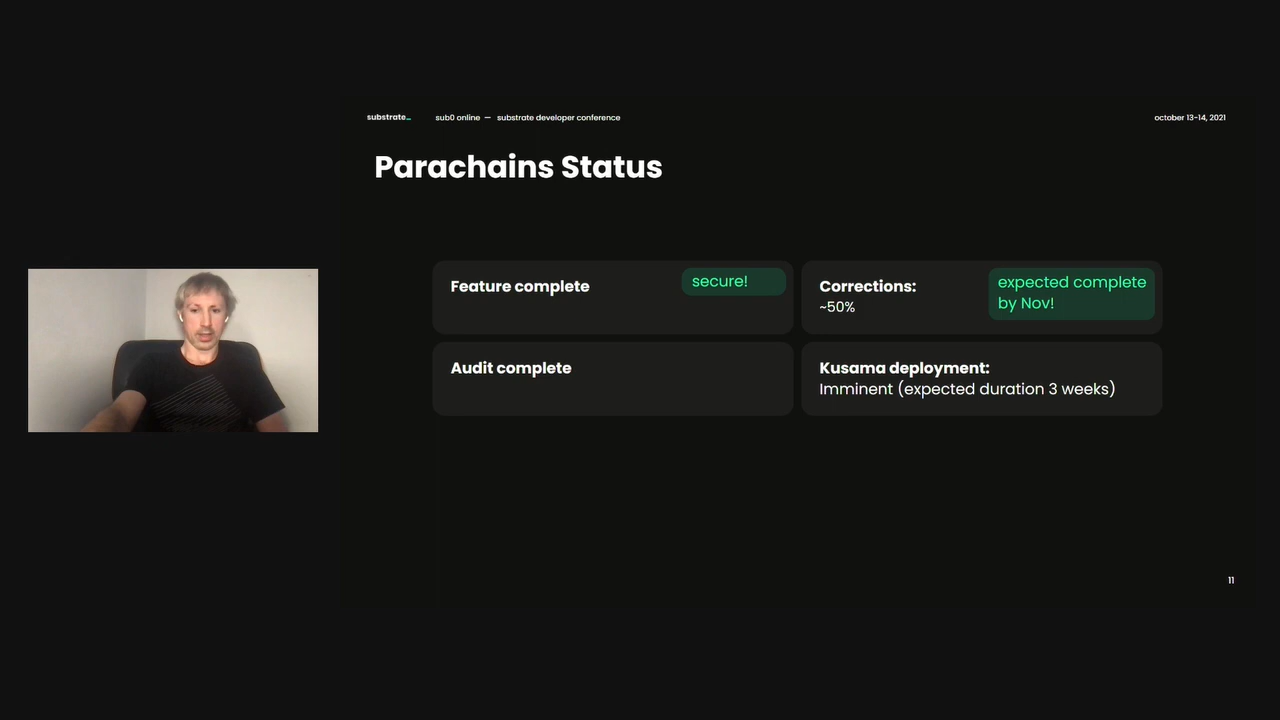 substrate_
sub0 online — substrate developer conference
october 13-14, 2021
Parachains Status
Feature complete
secure!
Corrections:
~50%
expected complete
by Nov!
Audit complete
Kusama deployment:
Imminent (expected duration 3 weeks)
11